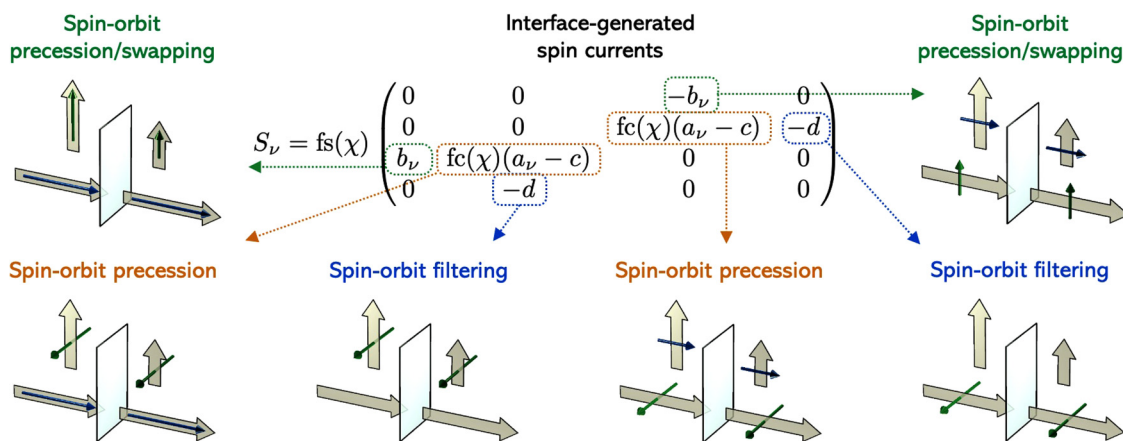 Spin-orbit
precession/swapping
Interface-generated
spin currents
Spin-orbit
precession/swapping
S_ν = fs(χ)
0 0 −b_ν 0
0 0 fc(χ)(a_ν − c) −d
b_ν fc(χ)(a_ν − c) 0 0
0 −d 0 0
Spin-orbit precession
Spin-orbit filtering
Spin-orbit precession
Spin-orbit filtering